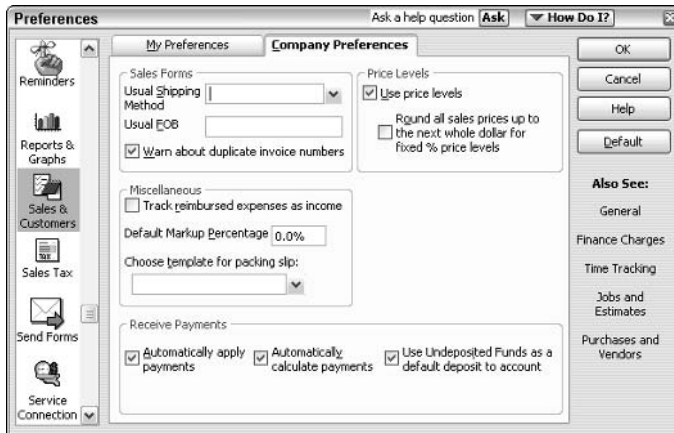 Preferences
Ask a help question Ask How Do I?
My Preferences Company Preferences
Reminders
Reports &
Graphs
Sales &
Customers
Sales Tax
Send Forms
Service
Connection
Sales Forms
Usual Shipping
Method
Usual FOB
Warn about duplicate invoice numbers
Price Levels
Use price levels
Round all sales prices up to
the next whole dollar for
fixed % price levels
Miscellaneous
Track reimbursed expenses as income
Default Markup Percentage 0.0%
Choose template for packing slip:
Receive Payments
Automatically apply
payments
Automatically
calculate payments
Use Undeposited Funds as a
default deposit to account
OK
Cancel
Help
Default
Also See:
General
Finance Charges
Time Tracking
Jobs and
Estimates
Purchases and
Vendors